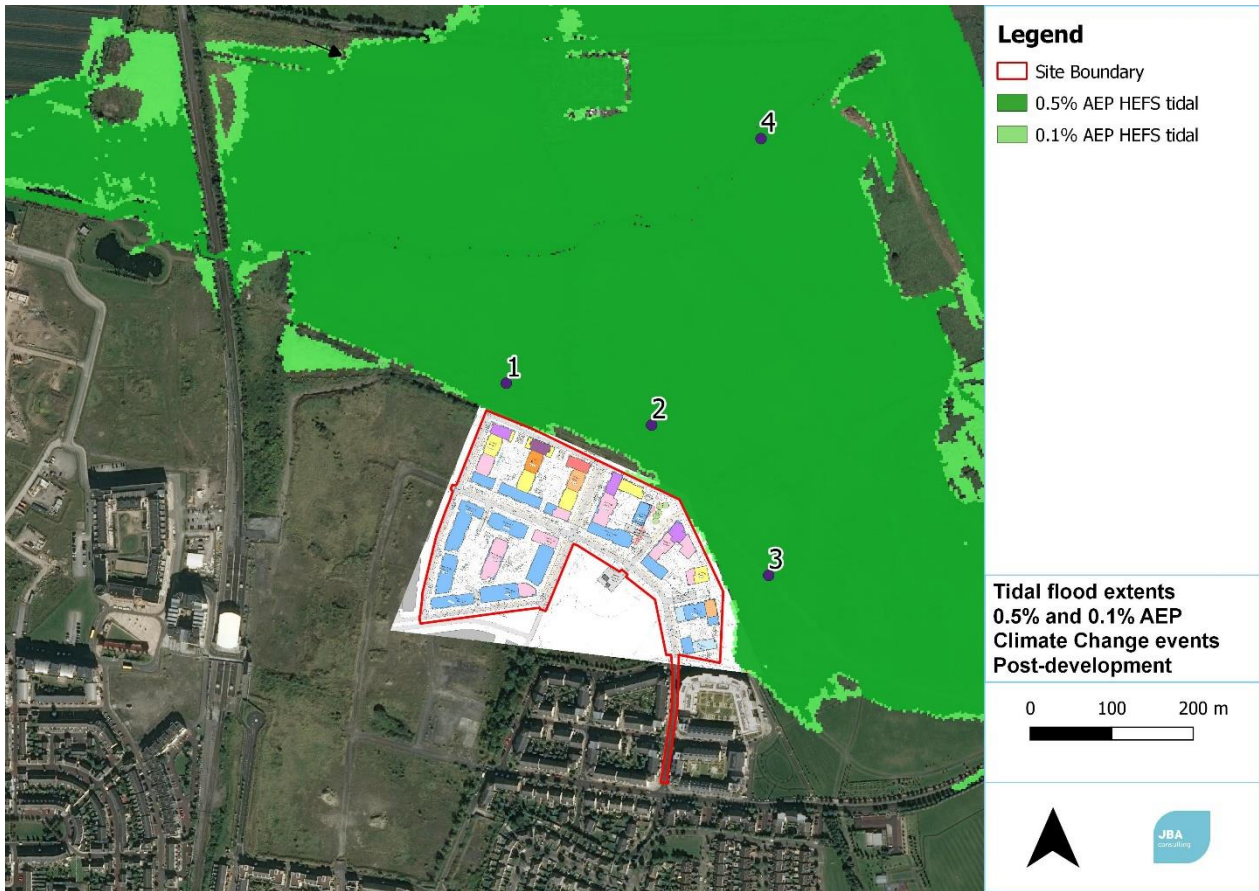 4
1
2
3
Legend
Site Boundary
0.5% AEP HEFS tidal
0.1% AEP HEFS tidal
Tidal flood extents
0.5% and 0.1% AEP
Climate Change events
Post-development
0 100 200 m
JBA
consulting